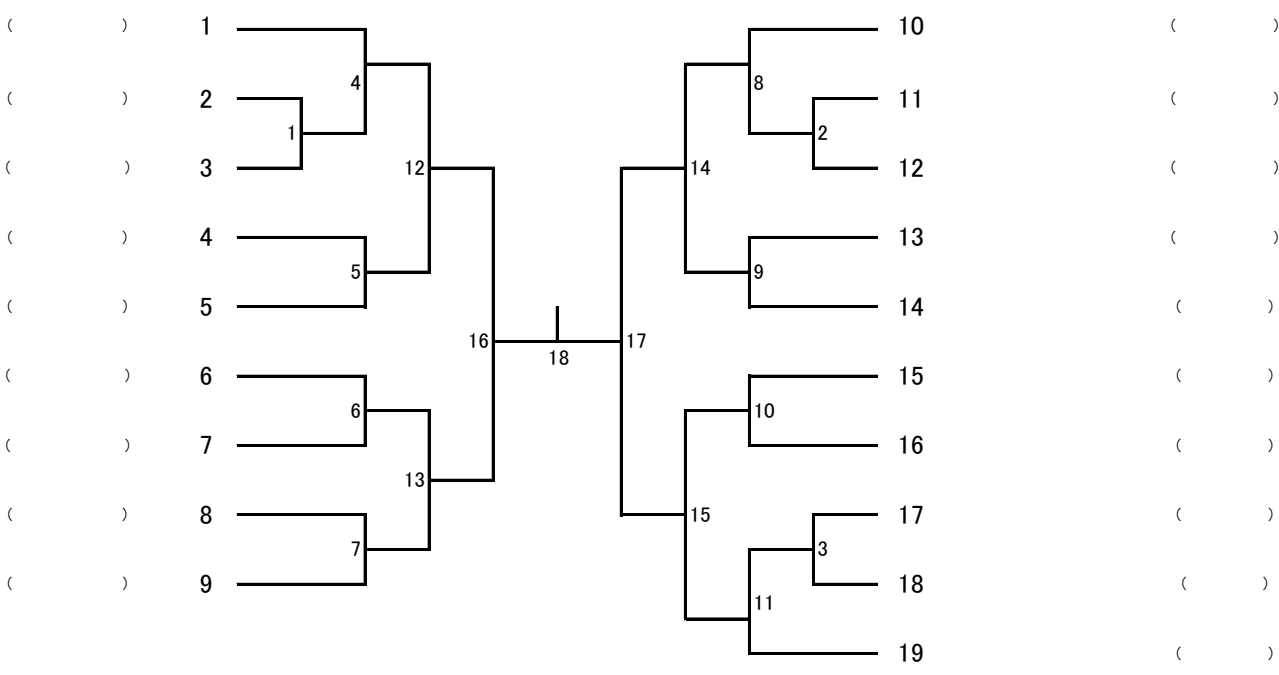 ( ) 1 10 ( )
4 8
( ) 2 11 ( )
1 2
( ) 3 12 14 12 ( )
( ) 4 13 ( )
5 9
( ) 5 14 ( )
16 18 17
( ) 6 15 ( )
6 10
( ) 7 16 ( )
13
( ) 8 15 17 ( )
7 3
( ) 9 18 ( )
11
19 ( )